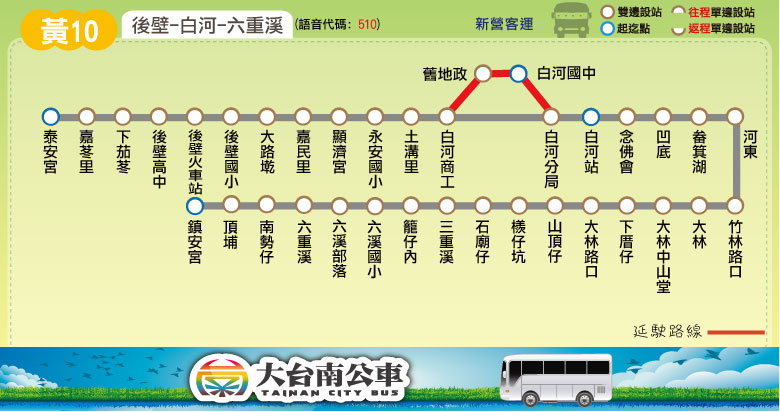 黃10
後壁-白河-六重溪
(語音代碼: 510)
新營客運
雙邊設站
起迄點
往程單邊設站
返程單邊設站
舊地政
白河國中
泰安宮
嘉苳里
下茄苳
後壁高中
後壁火車站
後壁國小
大路墘
嘉民里
顯濟宮
永安國小
土溝里
白河商工
白河分局
白河站
念佛會
凹底
畚箕湖
河東
鎮安宮
頂埔
南勢仔
六重溪
六溪部落
六溪國小
籠仔內
三重溪
石廟仔
檨仔坑
山頂仔
大林路口
下厝仔
大林中山堂
大林
竹林路口
延駛路線
大台南公車
TAINAN CITY BUS